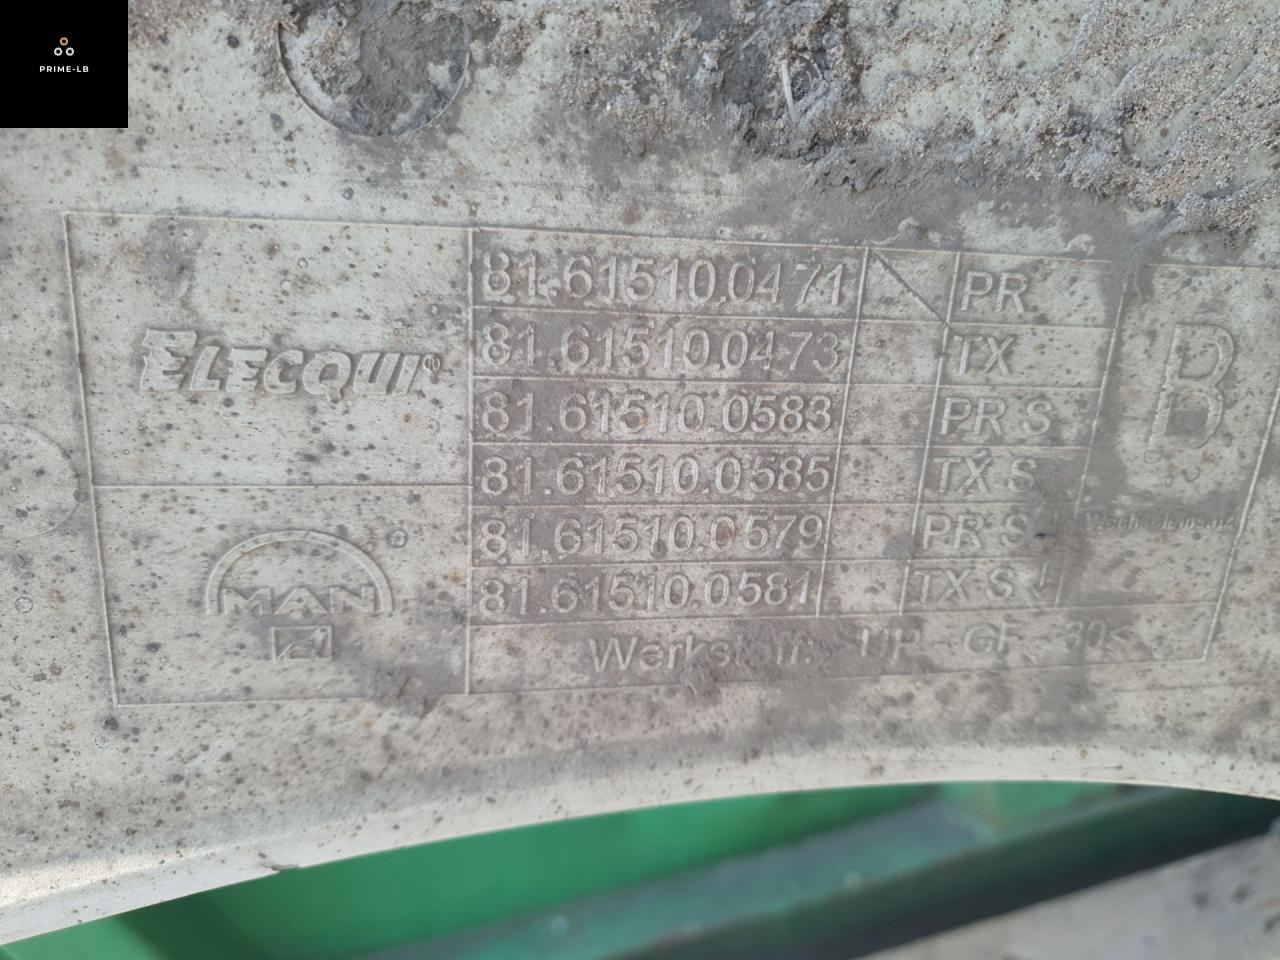 PRIME-LB
ELECQUI®
81.61510.0471 PR
81.61510.0473 TX
81.61510.0583 PR S
81.61510.0585 TX S
81.61510.0579 PR S
81.61510.0581 TX S
B
MAN
Werkstoff: UP - GF 30<